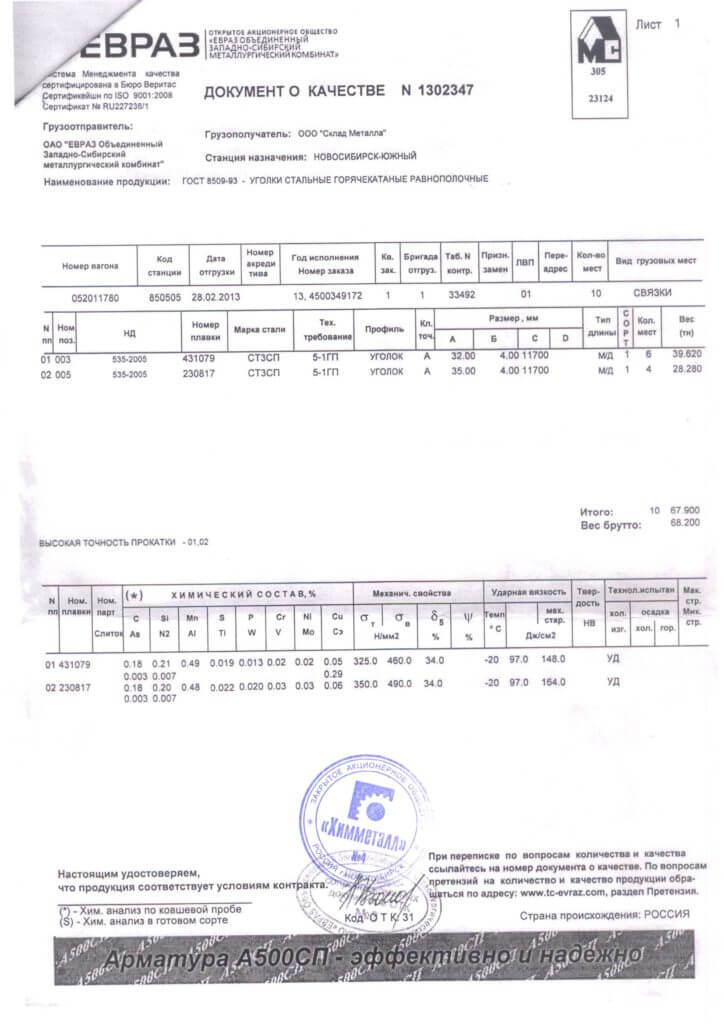 ЕВРАЗ
ОТКРЫТОЕ АКЦИОНЕРНОЕ ОБЩЕСТВО
«ЕВРАЗ ОБЪЕДИНЕННЫЙ
ЗАПАДНО-СИБИРСКИЙ
МЕТАЛЛУРГИЧЕСКИЙ КОМБИНАТ»
Лист 1
МС
305
23124
Система Менеджмента качества
сертифицирована в Бюро Веритас
Сертификейшн по ISO 9001:2008
Сертификат № RU227236/1
ДОКУМЕНТ О КАЧЕСТВЕ N 1302347
Грузоотправитель:
ОАО "ЕВРАЗ Объединенный
Западно-Сибирский
металлургический комбинат"
Грузополучатель: ООО "Склад Металла"
Станция назначения: НОВОСИБИРСК-ЮЖНЫЙ
Наименование продукции: ГОСТ 8509-93 - УГОЛКИ СТАЛЬНЫЕ ГОРЯЧЕКАТАНЫЕ РАВНОПОЛОЧНЫЕ
Номер вагона Код станции Дата отгрузки Номер акреди тива Год исполнения Номер заказа Кв. зак. Бригада отгруз. Таб. N контр. Призн. замен ЛВП Пере-адрес Кол-во мест Вид грузовых мест
052011780 850505 28.02.2013 13, 4500349172 1 1 33492 01 10 СВЯЗКИ
N пп Ном поз. НД Номер плавки Марка стали Тех. требование Профиль Кл. точ. Размер, мм А Б С D Тип длины СОРТ Кол. мест Вес (тн)
01 003 535-2005 431079 СТ3СП 5-1ГП УГОЛОК А 32.00 4.00 11700 М/Д 1 6 39.620
02 005 535-2005 230817 СТ3СП 5-1ГП УГОЛОК А 35.00 4.00 11700 М/Д 1 4 28.280
Итого: 10 67.900
Вес брутто: 68.200
ВЫСОКАЯ ТОЧНОСТЬ ПРОКАТКИ - 01,02
N пп Ном. плавки Ном. парт Слиток (*) ХИМИЧЕСКИЙ СОСТАВ, % Механич. свойства Ударная вязкость Твер-дость НВ Технол.испытан Мак. стр. Мик. стр.
C Si Mn S P Cr Ni Cu σт σв δ5 ψ Темп °C мах. стар. хол. осадка
As N2 Al Ti W V Mo Сэ Н/мм2 % % Дж/см2 изг. хол. гор.
01 431079 0.18 0.21 0.49 0.019 0.013 0.02 0.02 0.05 325.0 460.0 34.0 -20 97.0 148.0 УД
0.003 0.007 0.29
02 230817 0.18 0.20 0.48 0.022 0.020 0.03 0.03 0.06 350.0 490.0 34.0 -20 97.0 164.0 УД
0.003 0.007
ЗАКРЫТОЕ АКЦИОНЕРНОЕ ОБЩЕСТВО
«Химметалл»
№4
Настоящим удостоверяем,
что продукция соответствует условиям контракта.
При переписке по вопросам количества и качества
ссылайтесь на номер документа о качестве. По вопросам
претензий на количество и качество продукции обра-
щаться по адресу: www.tc-evraz.com, раздел Претензия.
(*) - Хим. анализ по ковшевой пробе
(S) - Хим. анализ в готовом сорте
Код О Т К, 31
Страна происхождения: РОССИЯ
Арматура А500СП - эффективно и надежно